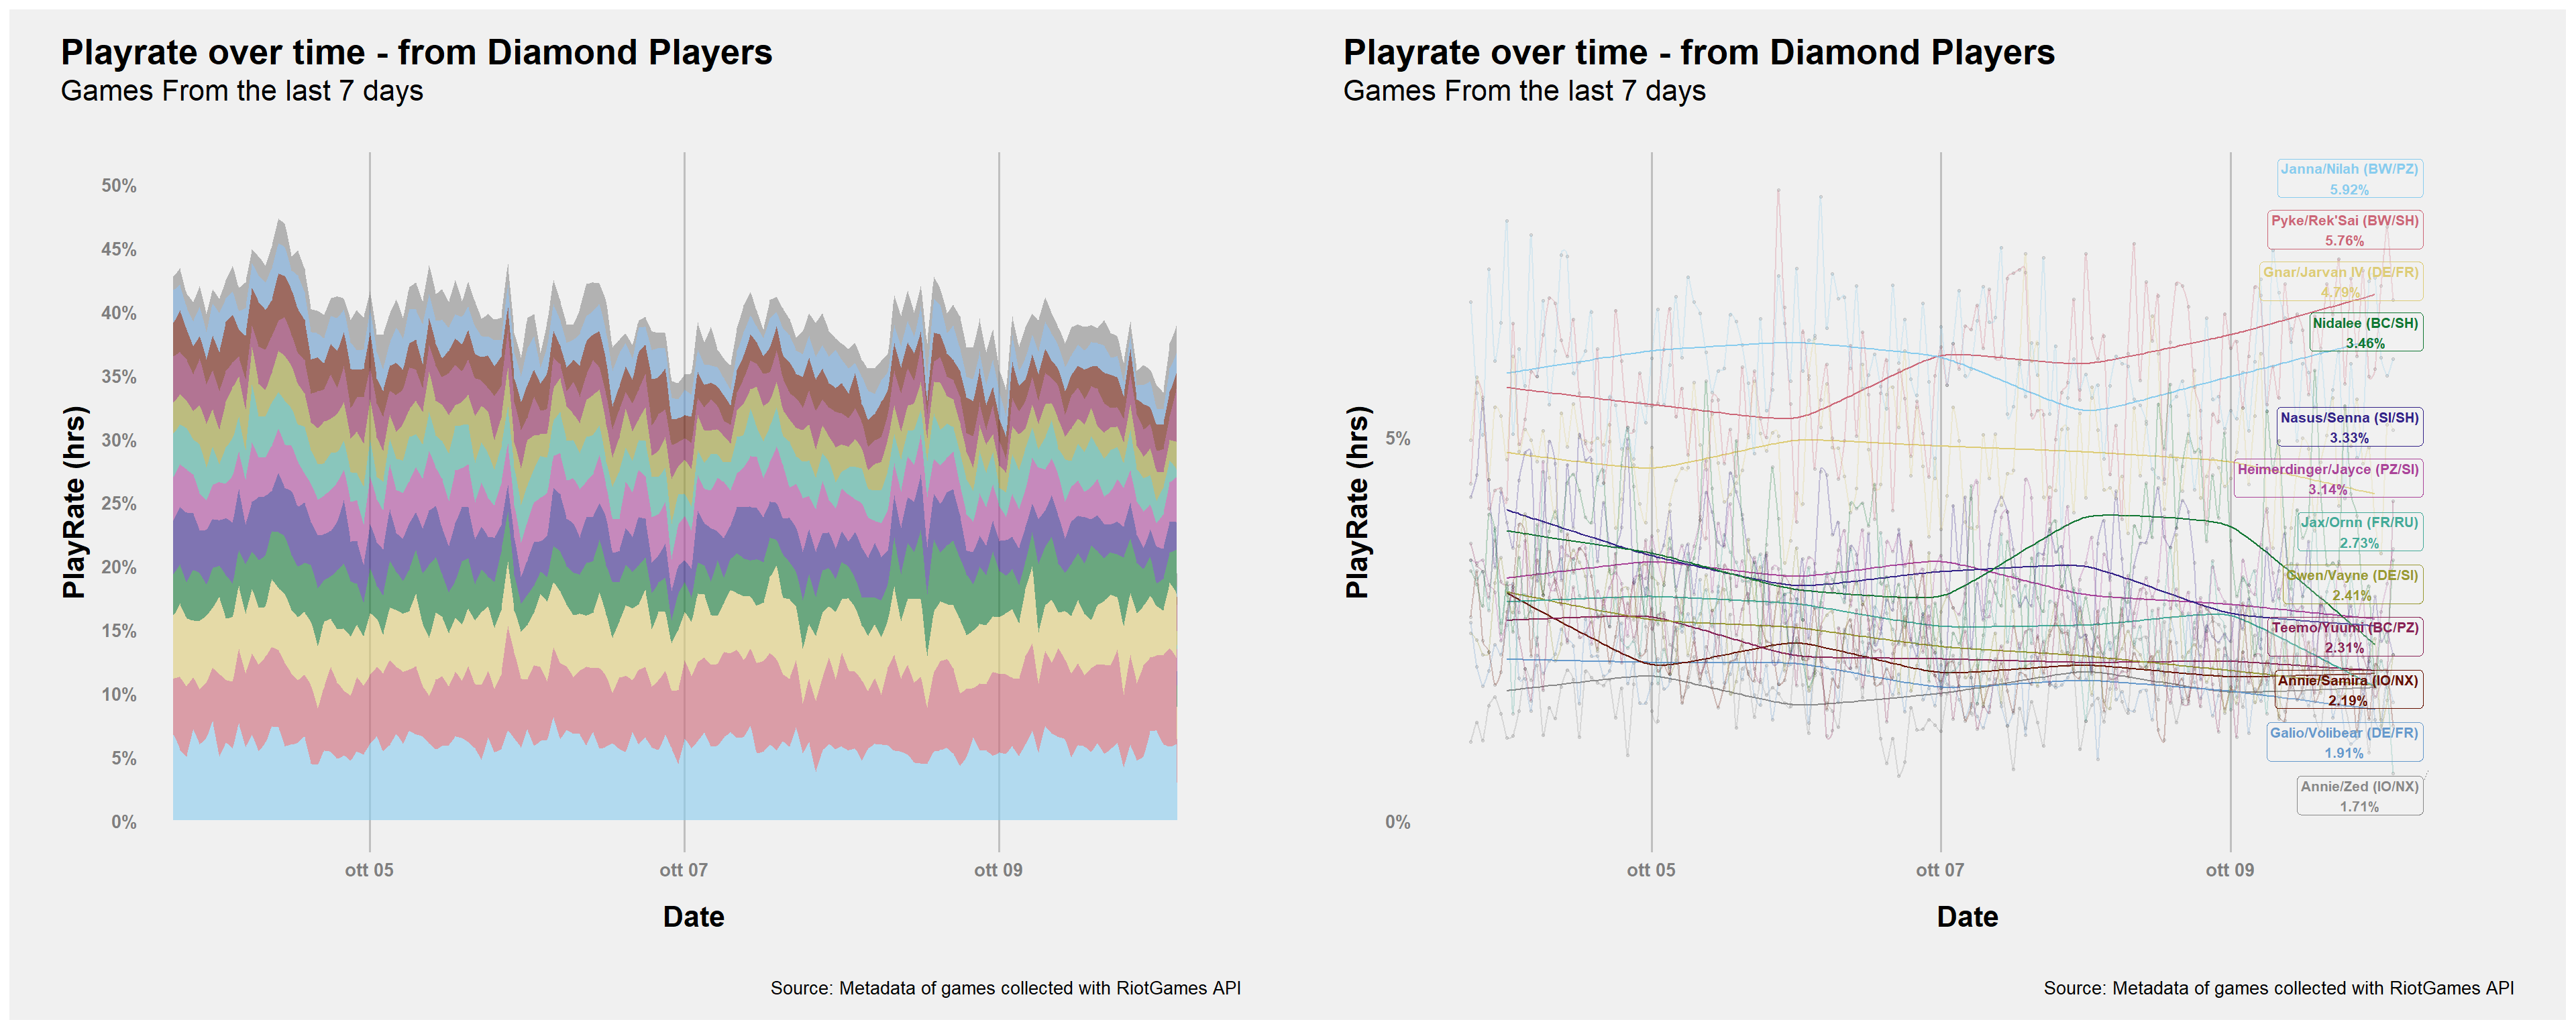 Playrate over time - from Diamond Players
Games From the last 7 days
PlayRate (hrs)
50%
45%
40%
35%
30%
25%
20%
15%
10%
5%
0%
ott 05
ott 07
ott 09
Date
Source: Metadata of games collected with RiotGames API
Playrate over time - from Diamond Players
Games From the last 7 days
PlayRate (hrs)
5%
0%
Janna/Nilah (BW/PZ)
5.92%
Pyke/Rek'Sai (BW/SH)
5.76%
Gnar/Jarvan IV (DE/FR)
4.79%
Nidalee (BC/SH)
3.46%
Nasus/Senna (SI/SH)
3.33%
Heimerdinger/Jayce (PZ/SI)
3.14%
Jax/Ornn (FR/RU)
2.73%
Gwen/Vayne (DE/SI)
2.41%
Teemo/Yuumi (BC/PZ)
2.31%
Annie/Samira (IO/NX)
2.19%
Galio/Volibear (DE/FR)
1.91%
Annie/Zed (IO/NX)
1.71%
ott 05
ott 07
ott 09
Date
Source: Metadata of games collected with RiotGames API